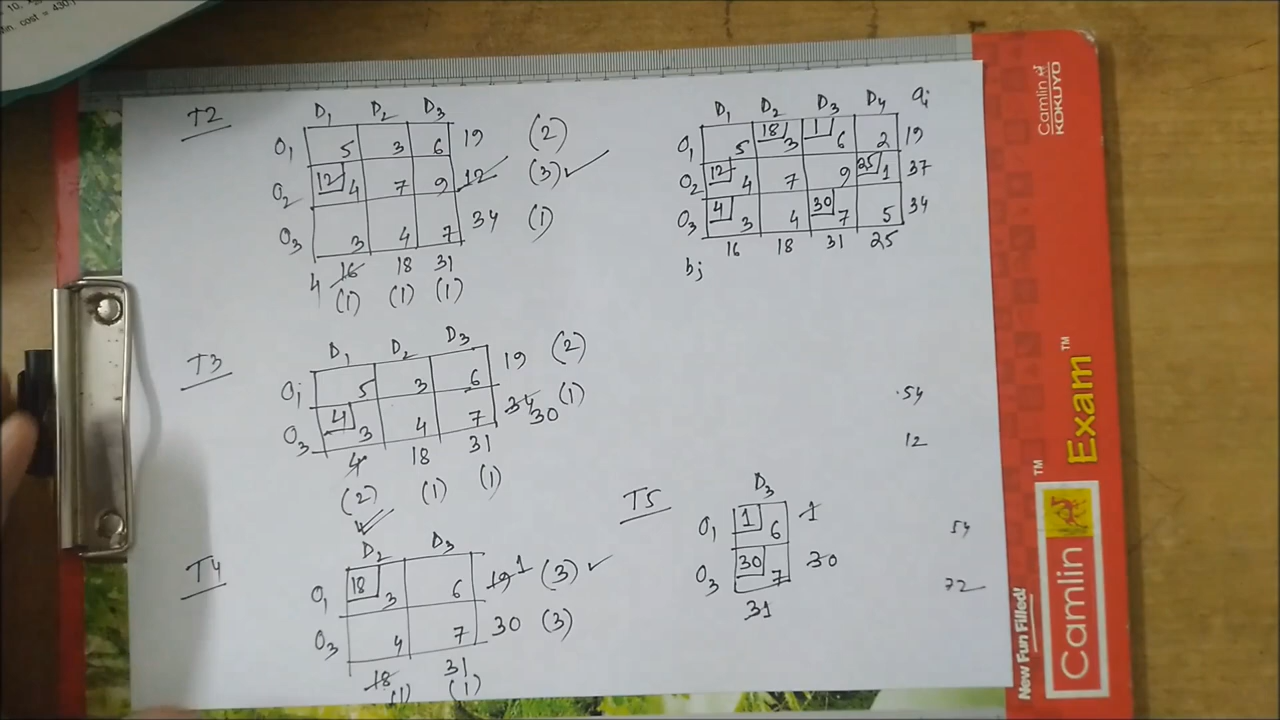 10,
Min. cost = 430
T2
D1 D2 D3
O1 5 3 6 19 (2)
O2 12 4 7 9 12 (3) ✓
O3 3 4 7 34 (1)
4 16 18 31
(1) (1) (1)
D1 D2 D3 D4 ai
O1 5 18 3 1 6 2 19
O2 12 4 7 9 25 1 37
O3 4 3 4 30 7 5 34
bj 16 18 31 25
T3
D1 D2 D3
O1 5 3 6 19 (2)
O3 4 3 4 7 34 30 (1)
4 18 31
(2) (1) (1)
✓
T4
D2 D3
O1 18 3 6 19 1 (3) ✓
O3 4 7 30 (3)
18 31
(1) (1)
T5
D3
O1 1 6 1
O3 30 7 30
31
54
12
54
72
Camlin
KOKUYO
Exam™
Camlin™
New Fun Filled!